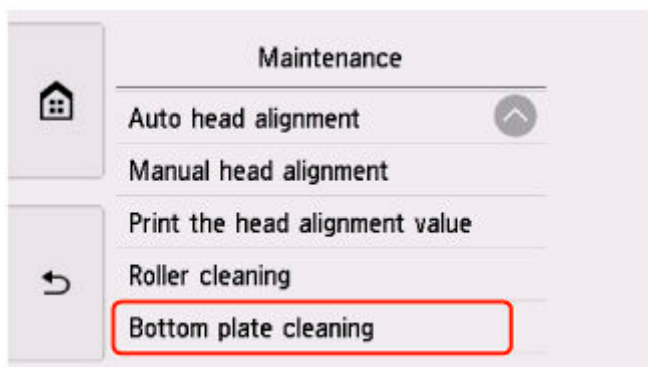 Maintenance
Auto head alignment
Manual head alignment
Print the head alignment value
Roller cleaning
Bottom plate cleaning